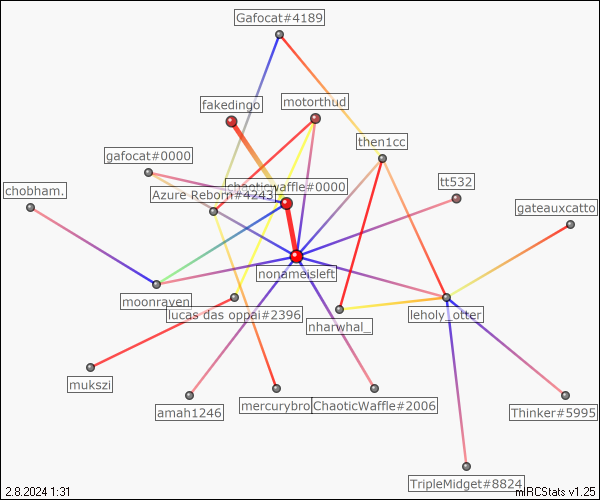 Gafocat#4189
fakedingo
motorthud
then1cc
gafocat#0000
tt532
chobham.
chaoticwaffle#0000
Azure Reborn#4243
gateauxcatto
nonameisleft
moonraven
lucas das oppai#2396
leholy_otter
nharwhal_
mukszi
amah1246
mercurybro
ChaoticWaffle#2006
Thinker#5995
TripleMidget#8824
2.8.2024 1:31
mIRCStats v1.25